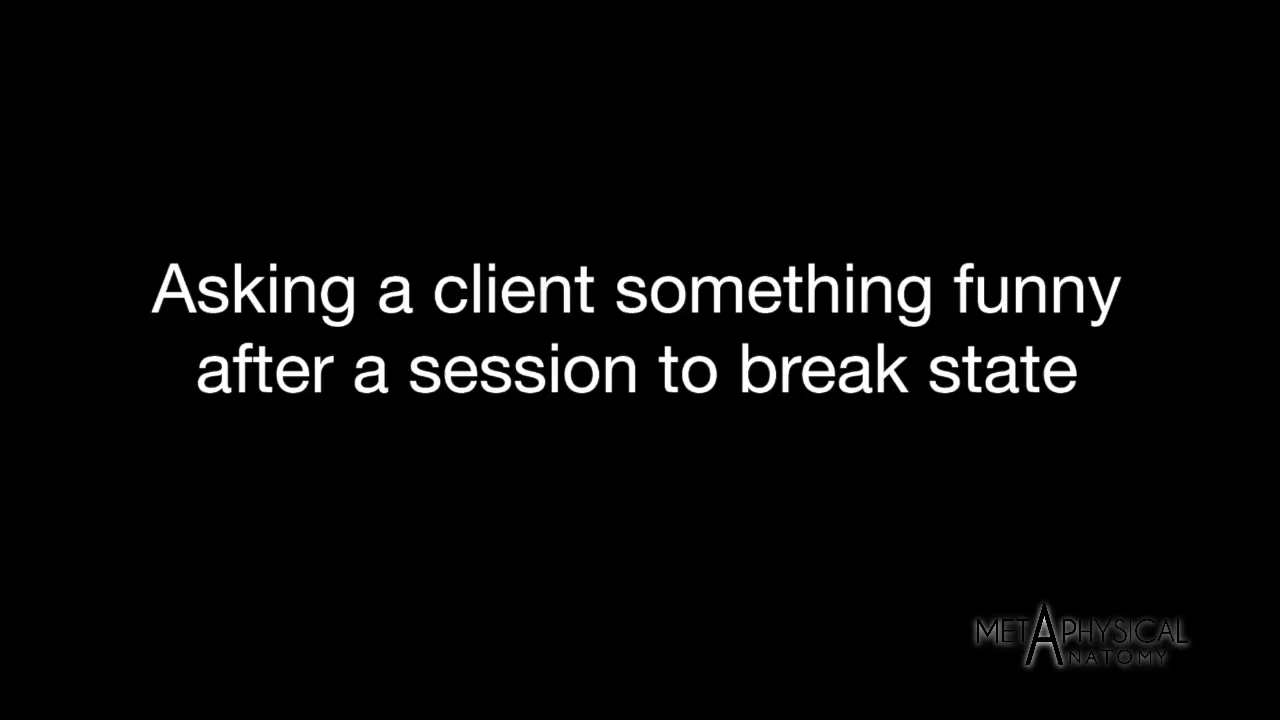 Asking a client something funny
after a session to break state
METAPHYSICAL
ANATOMY